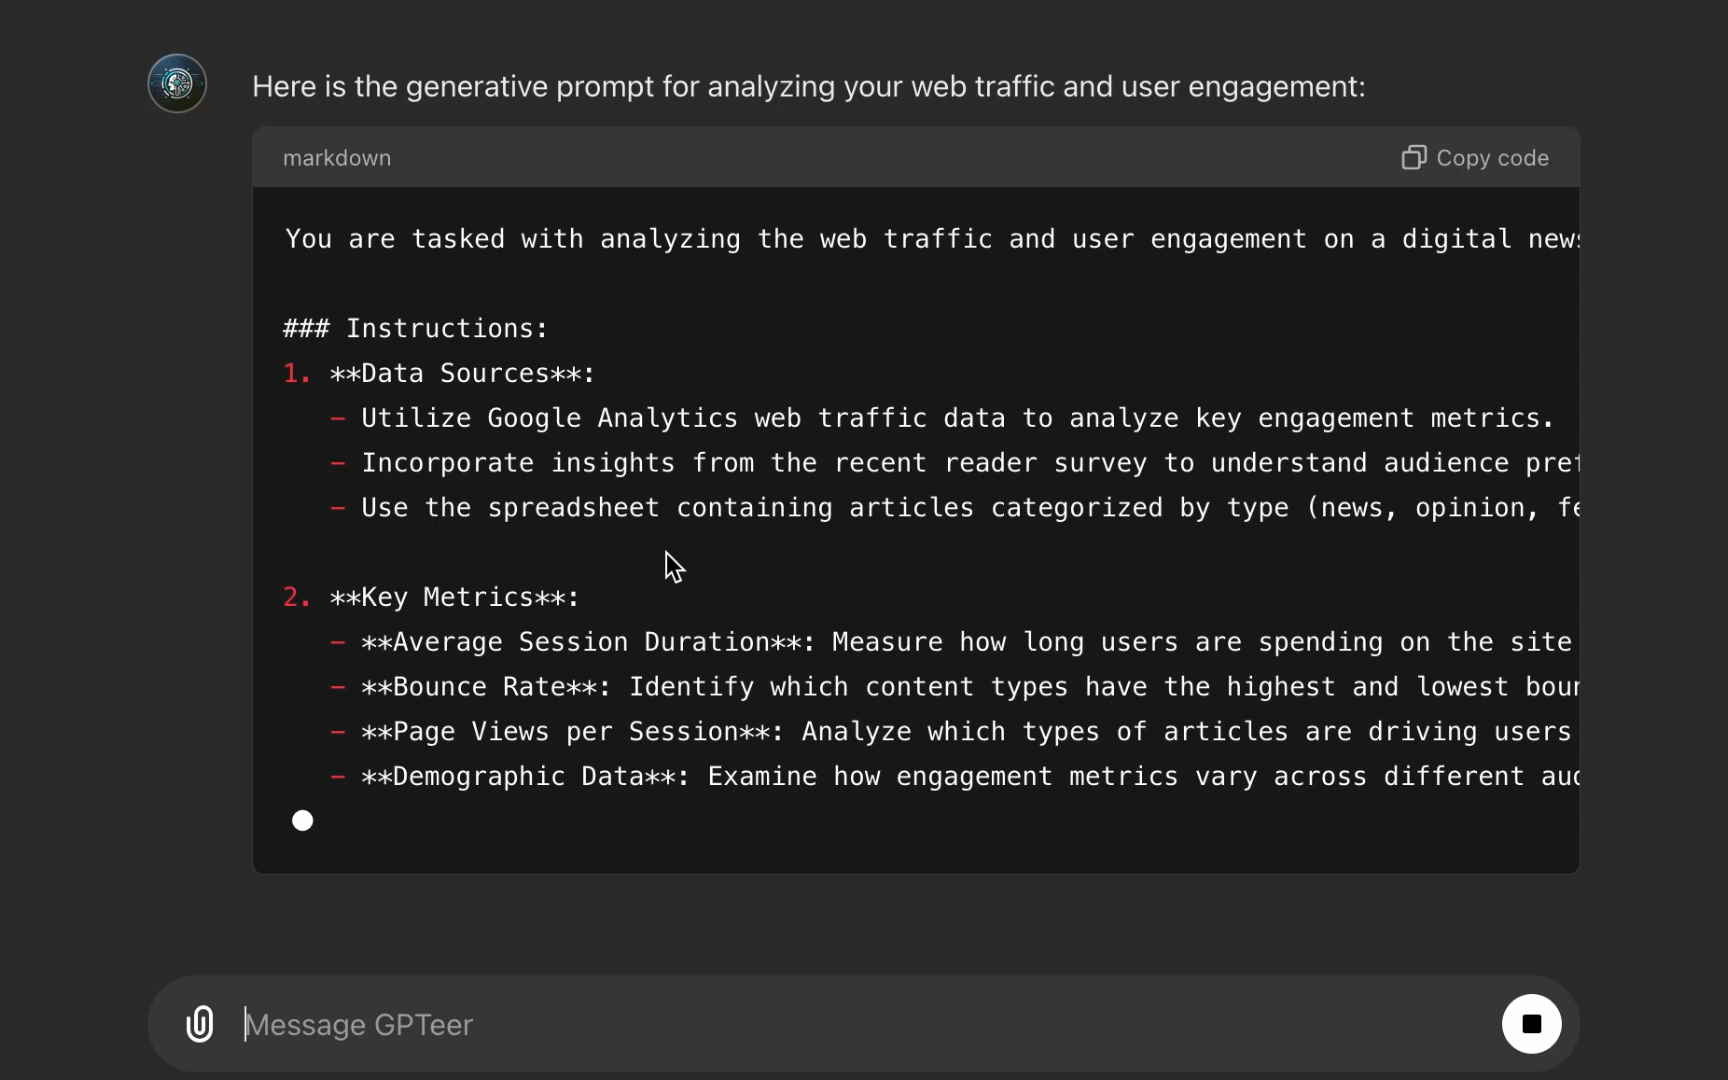 Here is the generative prompt for analyzing your web traffic and user engagement:
markdown
Copy code
You are tasked with analyzing the web traffic and user engagement on a digital
### Instructions:
1. **Data Sources**:
– Utilize Google Analytics web traffic data to analyze key engagement metrics.
– Incorporate insights from the recent reader survey to understand audience
– Use the spreadsheet containing articles categorized by type (news, opinion,
2. **Key Metrics**:
– **Average Session Duration**: Measure how long users are spending on the site
– **Bounce Rate**: Identify which content types have the highest and lowest
– **Page Views per Session**: Analyze which types of articles are driving users
– **Demographic Data**: Examine how engagement metrics vary across different
Message GPTeer